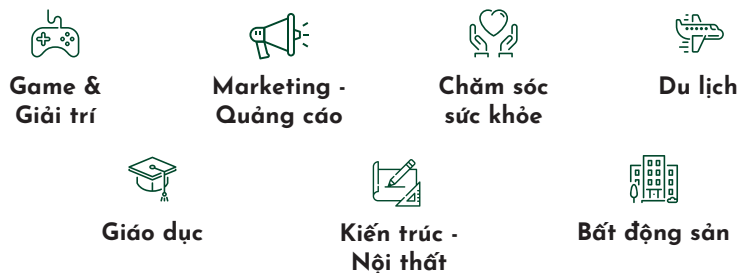 Game &
Giải trí
Marketing -
Quảng cáo
Chăm sóc
sức khỏe
Du lịch
Giáo dục
Kiến trúc -
Nội thất
Bất động sản